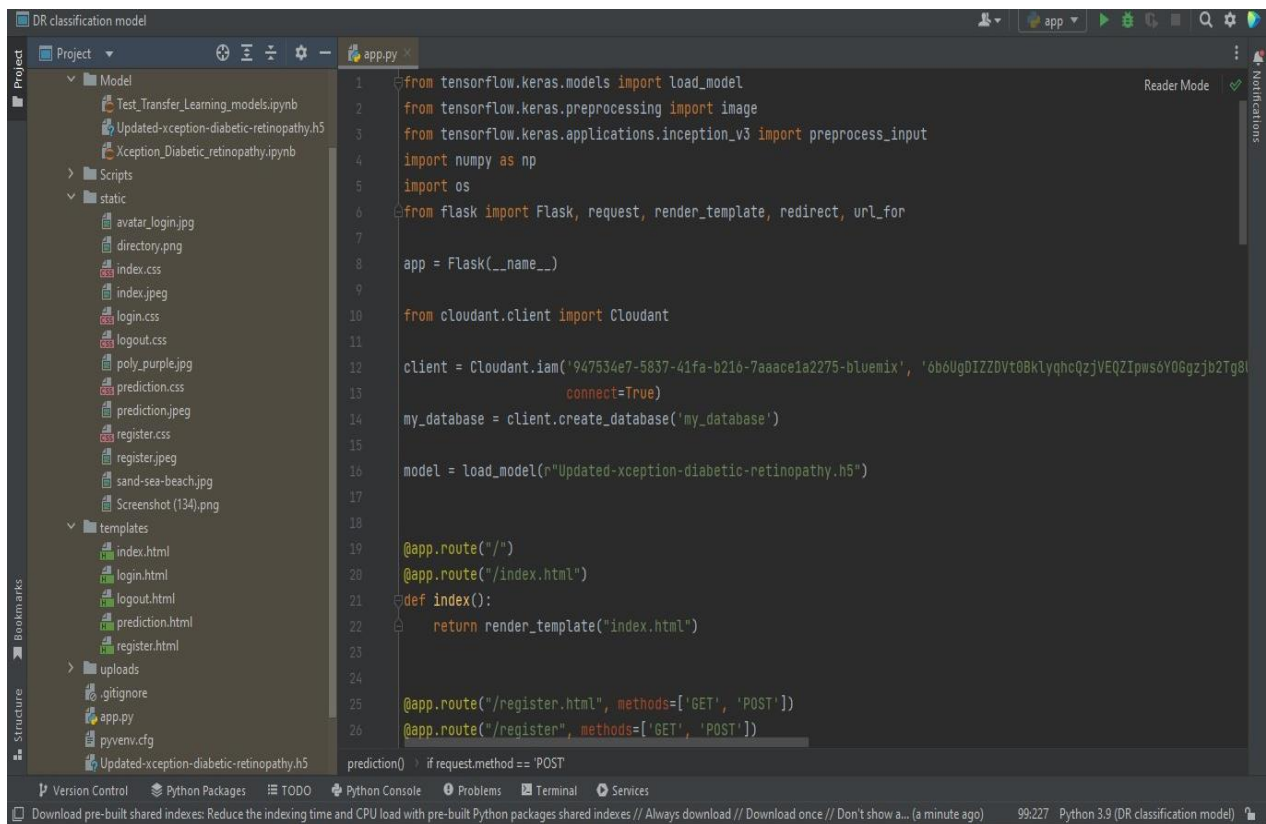 DR classification model
app
Project
app.py
Project
Model
Test_Transfer_Learning_models.ipynb
Updated-xception-diabetic-retinopathy.h5
Xception_Diabetic_retinopathy.ipynb
Scripts
static
avatar_login.jpg
directory.png
index.css
index.jpeg
login.css
logout.css
poly_purple.jpg
prediction.css
prediction.jpeg
register.css
register.jpeg
sand-sea-beach.jpg
Screenshot (134).png
templates
index.html
login.html
logout.html
prediction.html
register.html
uploads
.gitignore
app.py
pyvenv.cfg
Updated-xception-diabetic-retinopathy.h5
Bookmarks
Structure
Reader Mode
Notifications
1 from tensorflow.keras.models import load_model
2 from tensorflow.keras.preprocessing import image
3 from tensorflow.keras.applications.inception_v3 import preprocess_input
4 import numpy as np
5 import os
6 from flask import Flask, request, render_template, redirect, url_for
7
8 app = Flask(__name__)
9
10 from cloudant.client import Cloudant
11
12 client = Cloudant.iam('947534e7-5837-41fa-b216-7aaace1a2275-bluemix',
13 connect=True)
14 my_database = client.create_database('my_database')
15
16 model = load_model(r"Updated-xception-diabetic-retinopathy.h5")
17
18
19 @app.route("/")
20 @app.route("/index.html")
21 def index():
22 return render_template("index.html")
23
24
25 @app.route("/register.html", methods=['GET', 'POST'])
26 @app.route("/register", methods=['GET', 'POST'])
prediction() › if request.method == 'POST'
Version Control Python Packages TODO Python Console Problems Terminal Services
Download pre-built shared indexes: Reduce the indexing time and CPU load with pre-built Python packages shared indexes // Always download // Download once // Don't show a... (a minute ago) 99:227 Python 3.9 (DR classification model)